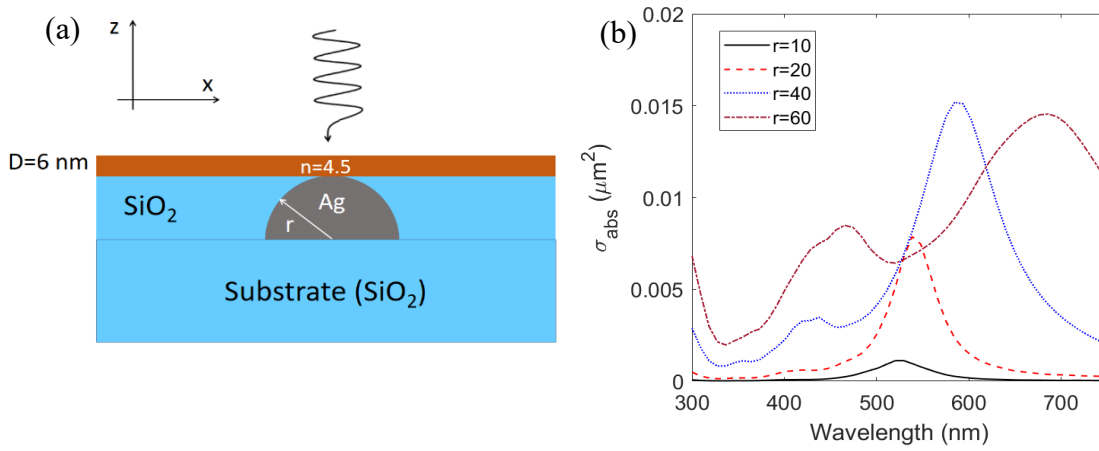 (a)
z
x
D=6 nm
n=4.5
SiO₂
Ag
r
Substrate (SiO₂)
(b)
0.02
0.015
0.01
0.005
0
σabs (μm²)
r=10
r=20
r=40
r=60
300 400 500 600 700
Wavelength (nm)